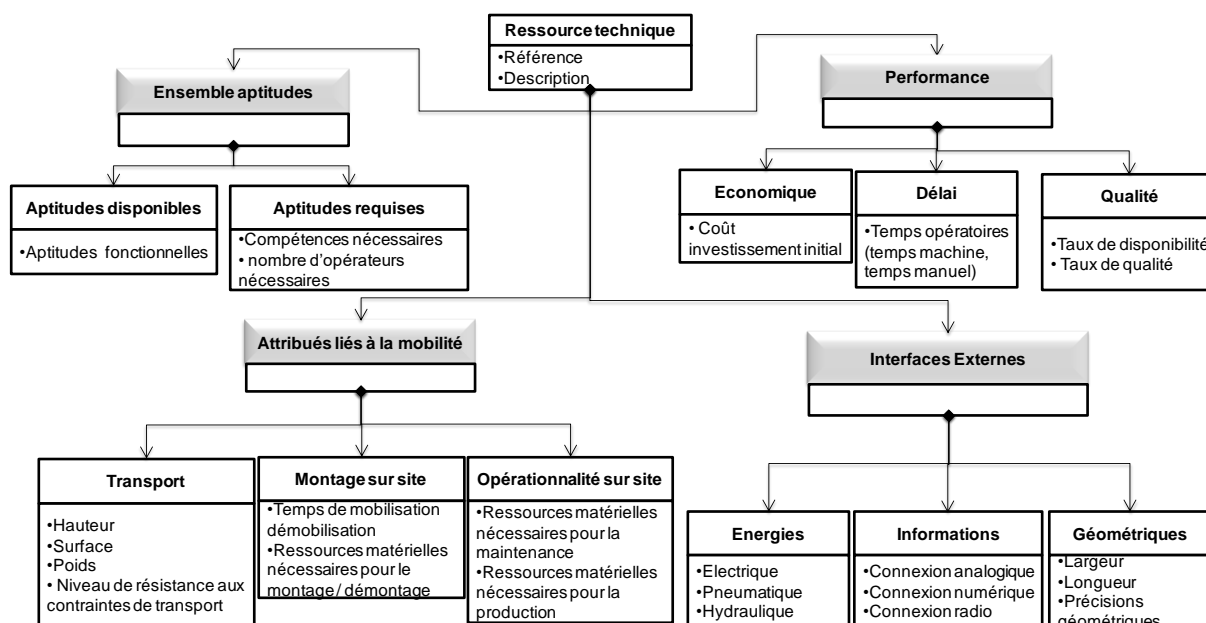 Ressource technique
•Référence
•Description
Ensemble aptitudes
Performance
Aptitudes disponibles
•Aptitudes fonctionnelles
Aptitudes requises
•Compétences nécessaires
• nombre d'opérateurs
nécessaires
Economique
• Coût
investissement initial
Délai
•Temps opératoires
(temps machine,
temps manuel)
Qualité
•Taux de disponibilité
• Taux de qualité
Attribués liés à la mobilité
Interfaces Externes
Transport
•Hauteur
•Surface
•Poids
• Niveau de résistance aux
contraintes de transport
Montage sur site
•Temps de mobilisation
démobilisation
•Ressources matérielles
nécessaires pour le
montage / démontage
Opérationnalité sur site
•Ressources matérielles
nécessaires pour la
maintenance
•Ressources matérielles
nécessaires pour la
production
Energies
•Electrique
•Pneumatique
•Hydraulique
Informations
•Connexion analogique
•Connexion numérique
•Connexion radio
Géométriques
•Largeur
•Longueur
•Précisions
géométriques